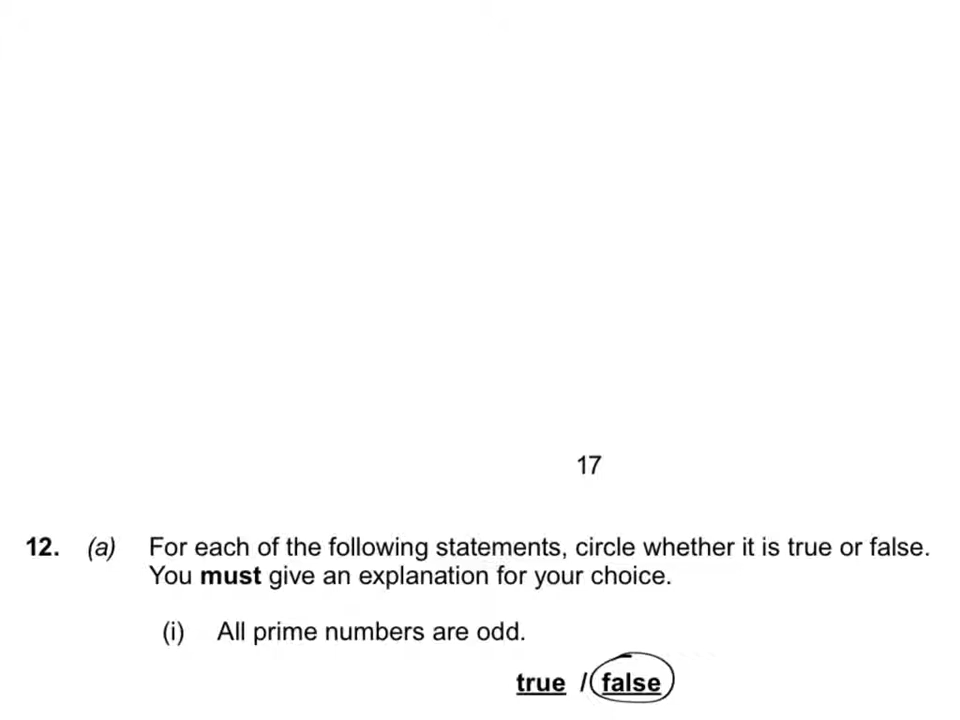 17
12. (a) For each of the following statements, circle whether it is true or false.
You must give an explanation for your choice.
(i) All prime numbers are odd.
true / false